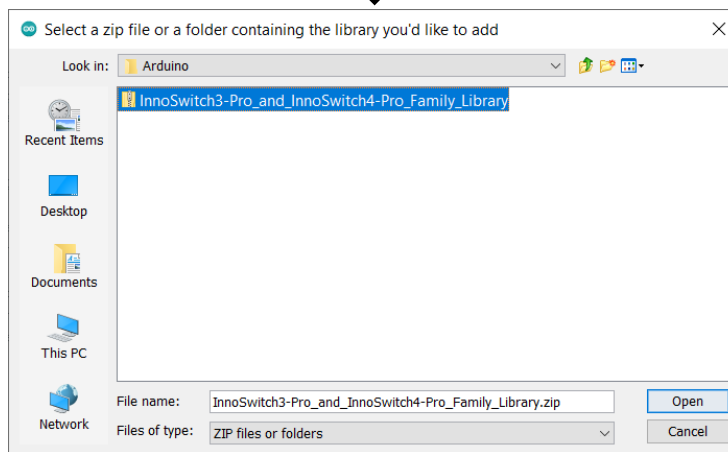 Select a zip file or a folder containing the library you'd like to add
Look in: Arduino
InnoSwitch3-Pro_and_InnoSwitch4-Pro_Family_Library
Recent Items
Desktop
Documents
This PC
Network
File name: InnoSwitch3-Pro_and_InnoSwitch4-Pro_Family_Library.zip Open
Files of type: ZIP files or folders Cancel